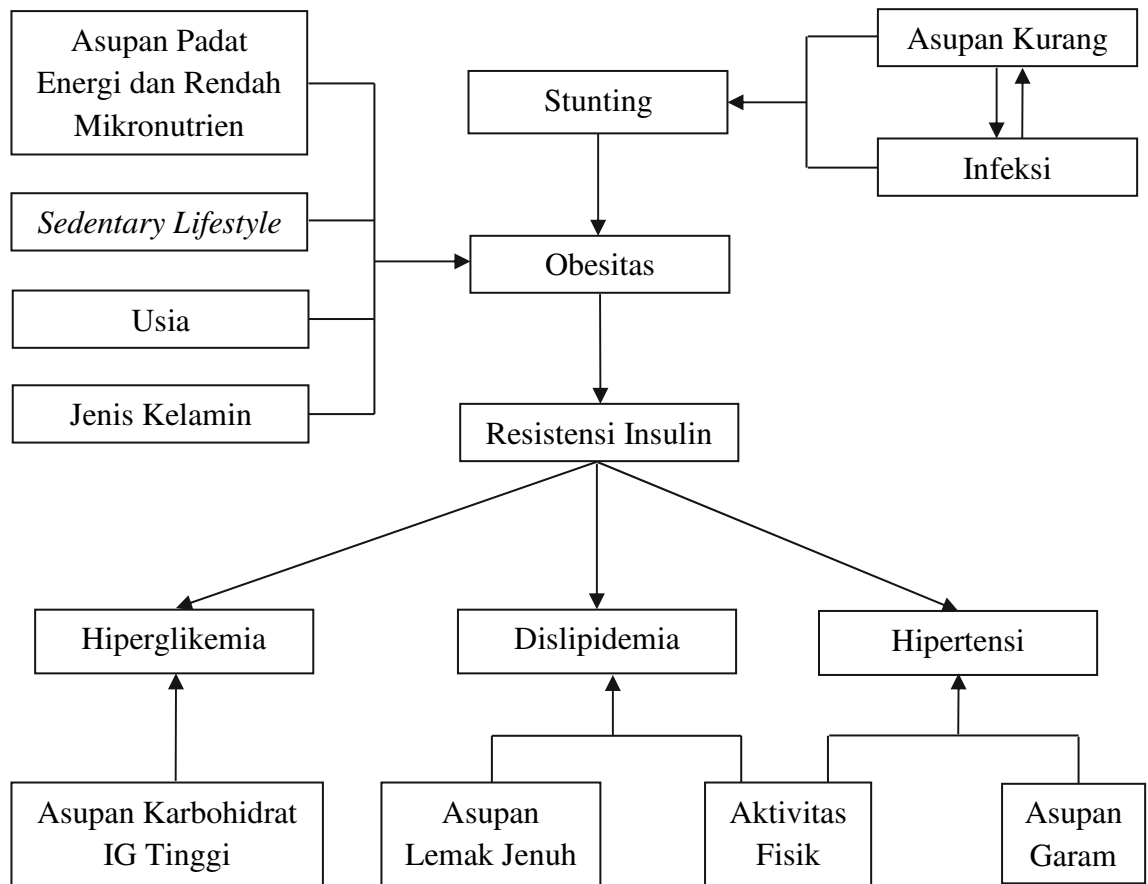 Asupan Padat
Energi dan Rendah
Mikronutrien
Asupan Kurang
Stunting
Infeksi
Sedentary Lifestyle
Obesitas
Usia
Jenis Kelamin
Resistensi Insulin
Hiperglikemia
Dislipidemia
Hipertensi
Asupan Karbohidrat
IG Tinggi
Asupan
Lemak Jenuh
Aktivitas
Fisik
Asupan
Garam